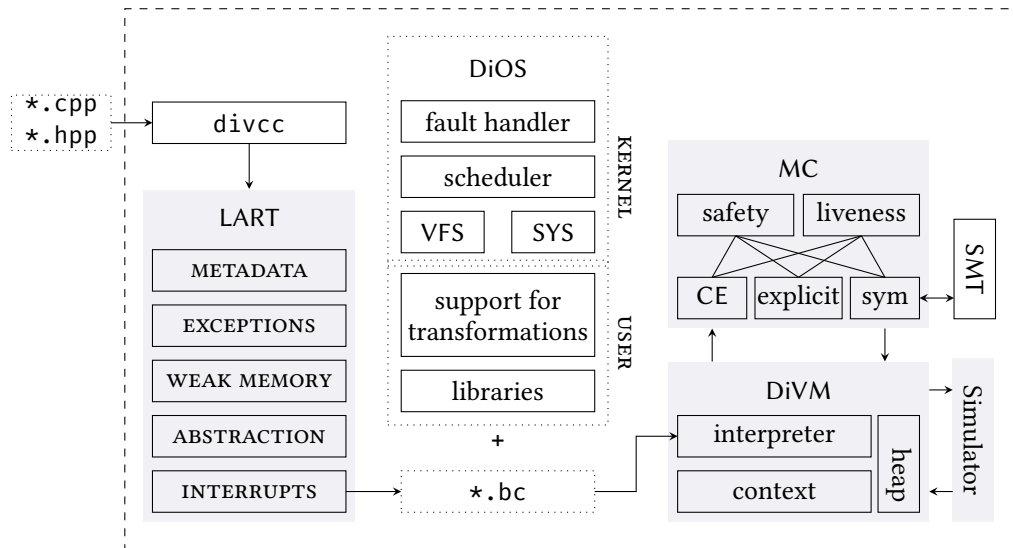 *.cpp
*.hpp
divcc
LART
METADATA
EXCEPTIONS
WEAK MEMORY
ABSTRACTION
INTERRUPTS
DiOS
fault handler
scheduler
VFS SYS
KERNEL
support for
transformations
libraries
USER
+
*.bc
MC
safety liveness
CE explicit sym
SMT
DiVM
interpreter
context
heap
Simulator